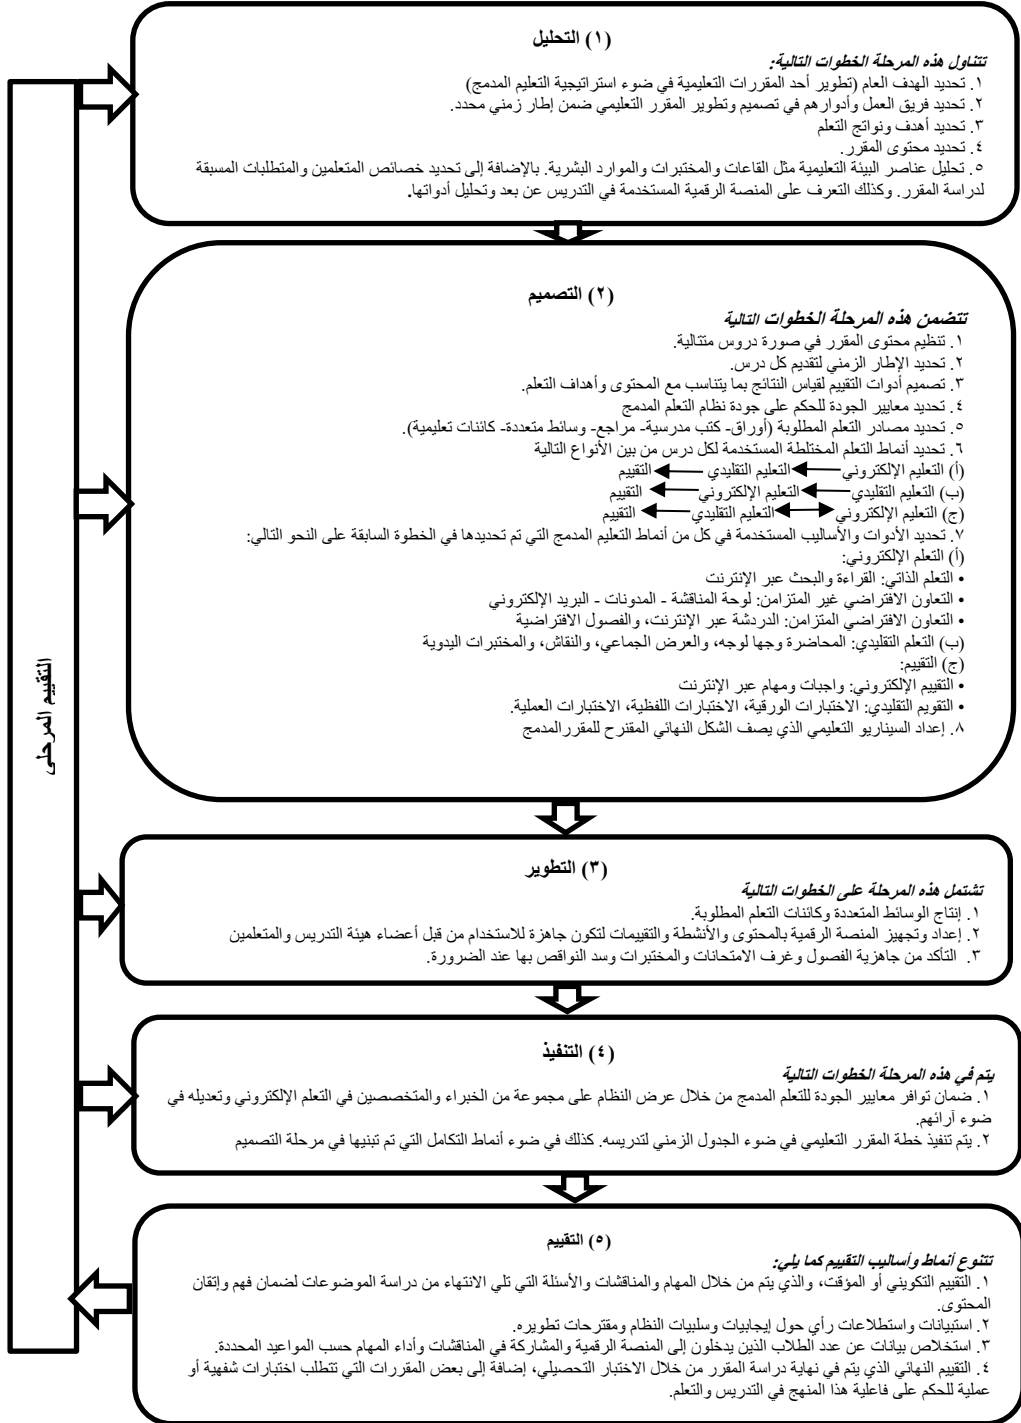 (١) التحليل
تتناول هذه المرحلة الخطوات التالية:
١. تحديد الهدف العام (تطوير أحد المقررات التعليمية في ضوء استراتيجية التعليم المدمج)
٢. تحديد فريق العمل وأدوارهم في تصميم وتطوير المقرر التعليمي ضمن إطار زمني محدد.
٣. تحديد أهدف ونواتج التعلم
٤. تحديد محتوى المقرر.
٥. تحليل عناصر البيئة التعليمية مثل القاعات والمختبرات والموارد البشرية. بالإضافة إلى تحديد خصائص المتعلمين والمتطلبات المسبقة
لدراسة المقرر. وكذلك التعرف على المنصة الرقمية المستخدمة في التدريس عن بعد وتحليل أدواتها.
(٢) التصميم
تتضمن هذه المرحلة الخطوات التالية
١. تنظيم محتوى المقرر في صورة دروس متتالية.
٢. تحديد الإطار الزمني لتقديم كل درس.
٣. تصميم أدوات التقييم لقياس النتائج بما يتناسب مع المحتوى وأهداف التعلم.
٤. تحديد معايير الجودة للحكم على جودة نظام التعلم المدمج
٥. تحديد مصادر التعلم المطلوبة (أوراق- كتب مدرسية- مراجع- وسائط متعددة- كائنات تعليمية).
٦. تحديد أنماط التعلم المختلطة المستخدمة لكل درس من بين الأنواع التالية
(أ) التعليم الإلكتروني التعليم التقليدي التقييم
(ب) التعليم التقليدي التعليم الإلكتروني التقييم
(ج) التعليم الإلكتروني التعليم التقليدي التقييم
٧. تحديد الأدوات والأساليب المستخدمة في كل من أنماط التعليم المدمج التي تم تحديدها في الخطوة السابقة على النحو التالي:
(أ) التعلم الإلكتروني:
• التعلم الذاتي: القراءة والبحث عبر الإنترنت
• التعاون الافتراضي غير المتزامن: لوحة المناقشة - المدونات - البريد الإلكتروني
• التعاون الافتراضي المتزامن: الدردشة عبر الإنترنت، والفصول الافتراضية
(ب) التعلم التقليدي: المحاضرة وجها لوجه، والعرض الجماعي، والنقاش، والمختبرات اليدوية
(ج) التقييم:
• التقييم الإلكتروني: واجبات ومهام عبر الإنترنت
• التقويم التقليدي: الاختبارات الورقية، الاختبارات اللفظية، الاختبارات العملية.
٨. إعداد السيناريو التعليمي الذي يصف الشكل النهائي المقترح للمقررالمدمج
(٣) التطوير
تشتمل هذه المرحلة على الخطوات التالية
١. إنتاج الوسائط المتعددة وكائنات التعلم المطلوبة.
٢. إعداد وتجهيز المنصة الرقمية بالمحتوى والأنشطة والتقييمات لتكون جاهزة للاستخدام من قبل أعضاء هيئة التدريس والمتعلمين
٣. التأكد من جاهزية الفصول وغرف الامتحانات والمختبرات وسد النواقص بها عند الضرورة.
(٤) التنفيذ
يتم في هذه المرحلة الخطوات التالية
١. ضمان توافر معايير الجودة للتعلم المدمج من خلال عرض النظام على مجموعة من الخبراء والمتخصصين في التعلم الإلكتروني وتعديله في
ضوء آرائهم.
٢. يتم تنفيذ خطة المقرر التعليمي في ضوء الجدول الزمني لتدريسه. كذلك في ضوء أنماط التكامل التي تم تبنيها في مرحلة التصميم
(٥) التقييم
تتنوع أنماط وأساليب التقييم كما يلي:
١. التقييم التكويني أو المؤقت، والذي يتم من خلال المهام والمناقشات والأسئلة التي تلي الانتهاء من دراسة الموضوعات لضمان فهم وإتقان
المحتوى.
٢. استبيانات واستطلاعات رأي حول إيجابيات وسلبيات النظام ومقترحات تطويره.
٣. استخلاص بيانات عن عدد الطلاب الذين يدخلون إلى المنصة الرقمية والمشاركة في المناقشات وأداء المهام حسب المواعيد المحددة.
٤. التقييم النهائي الذي يتم في نهاية دراسة المقرر من خلال الاختبار التحصيلي، إضافة إلى بعض المقررات التي تتطلب اختبارات شفهية أو
عملية للحكم على فاعلية هذا المنهج في التدريس والتعلم.
التقييم المرحلى